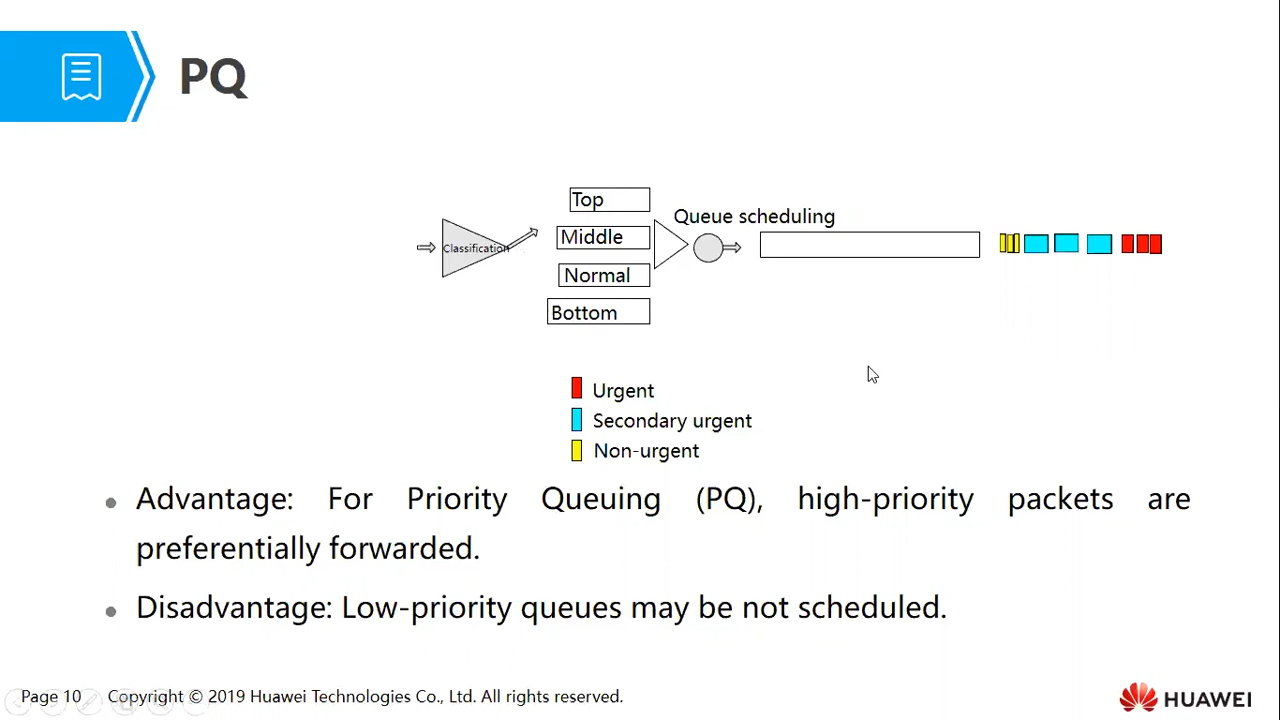 PQ
Top
Queue scheduling
Middle
Classification
Normal
Bottom
Urgent
Secondary urgent
Non-urgent
Advantage: For Priority Queuing (PQ), high-priority packets are
preferentially forwarded.
Disadvantage: Low-priority queues may be not scheduled.
Page 10 Copyright © 2019 Huawei Technologies Co., Ltd. All rights reserved.
HUAWEI